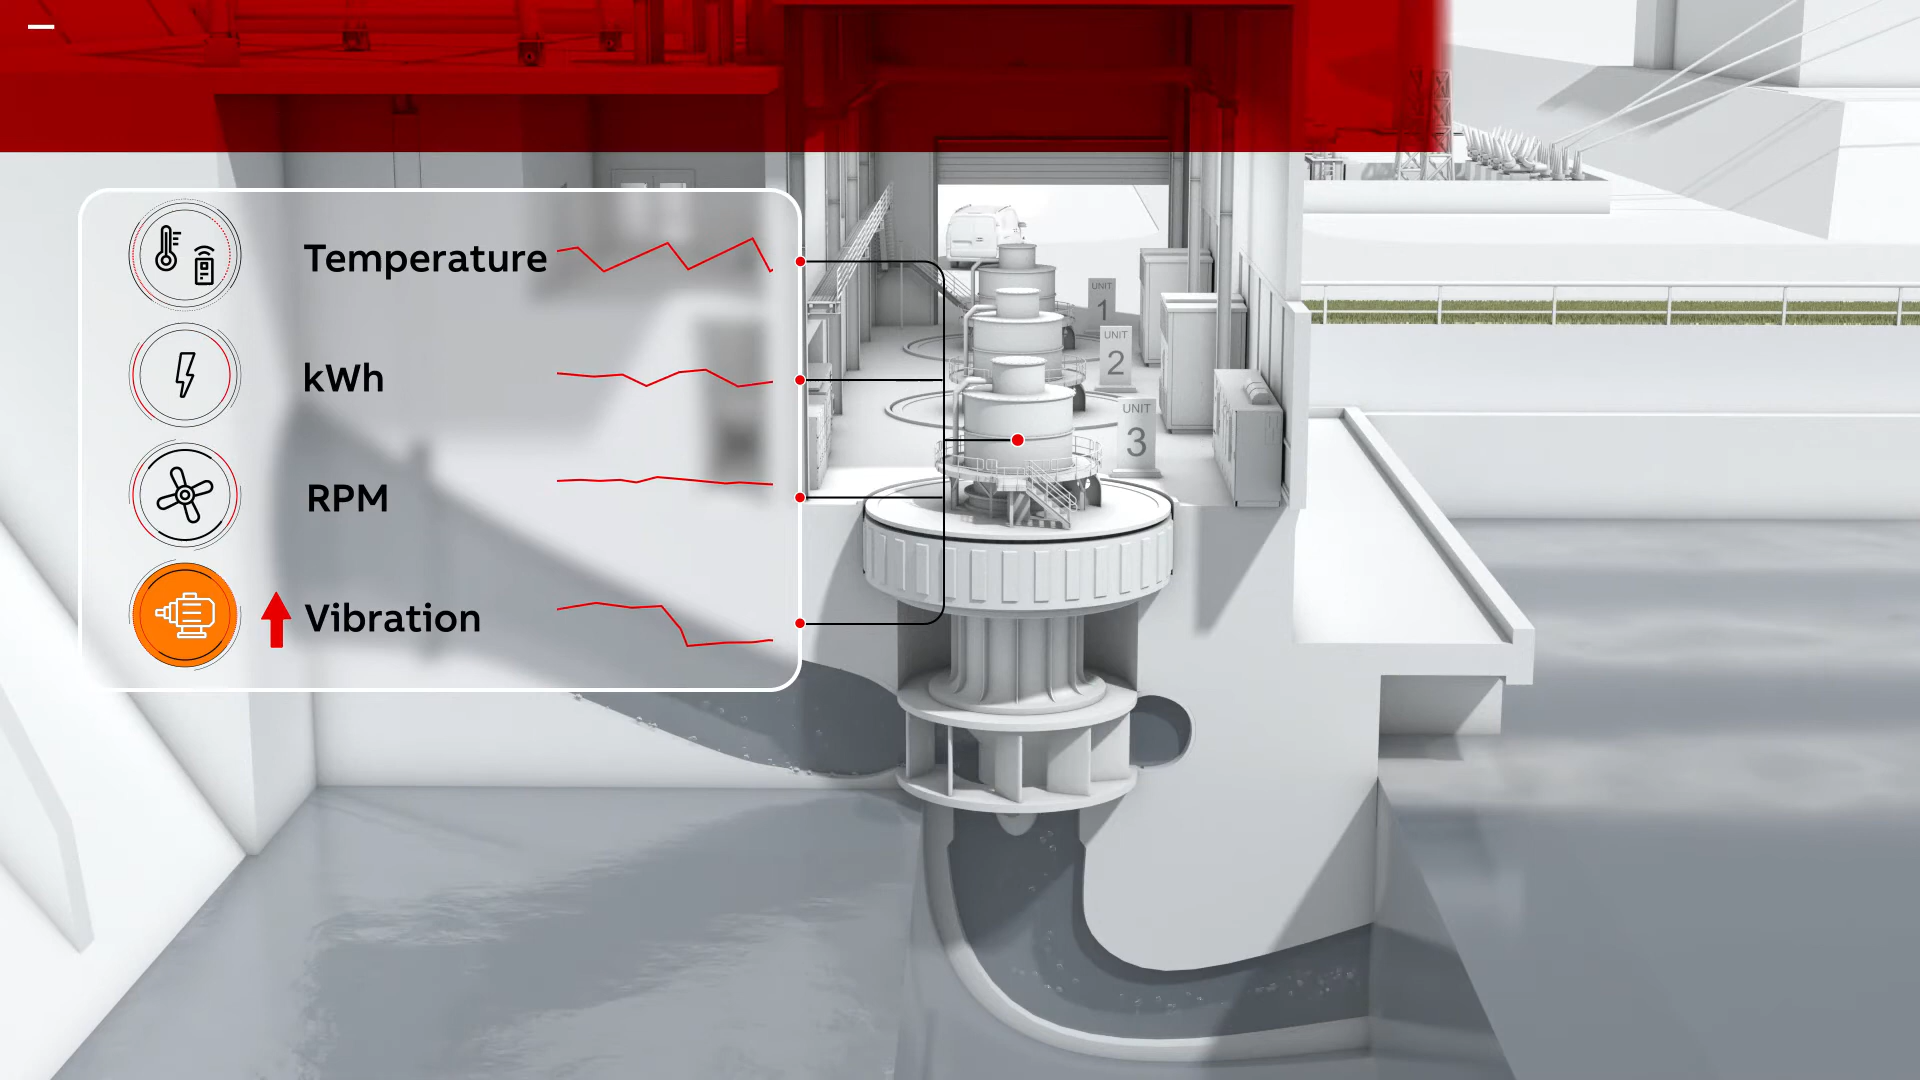 Temperature
kWh
RPM
Vibration
UNIT
1
UNIT
2
UNIT
3